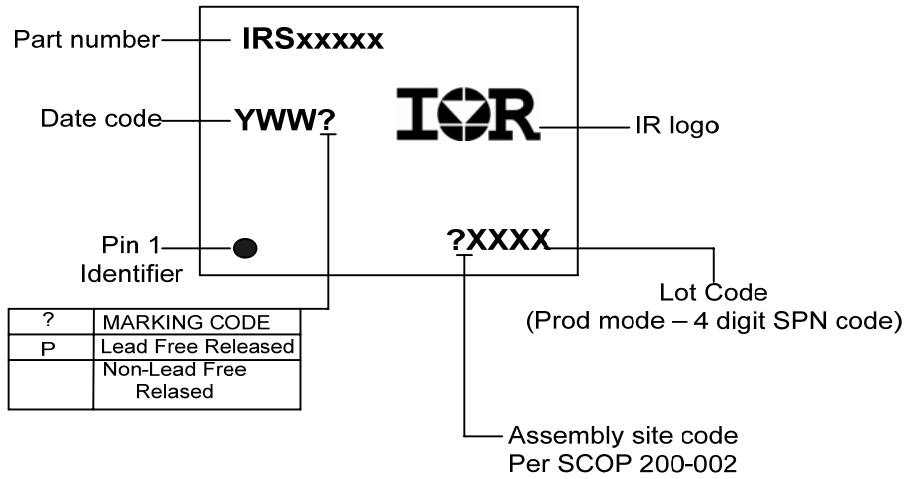 Part number
IRSxxxxx
Date code
YWW?
IOR
IR logo
Pin 1
Identifier
?XXXX
Lot Code
(Prod mode – 4 digit SPN code)
? MARKING CODE
P Lead Free Released
Non-Lead Free
Relased
Assembly site code
Per SCOP 200-002